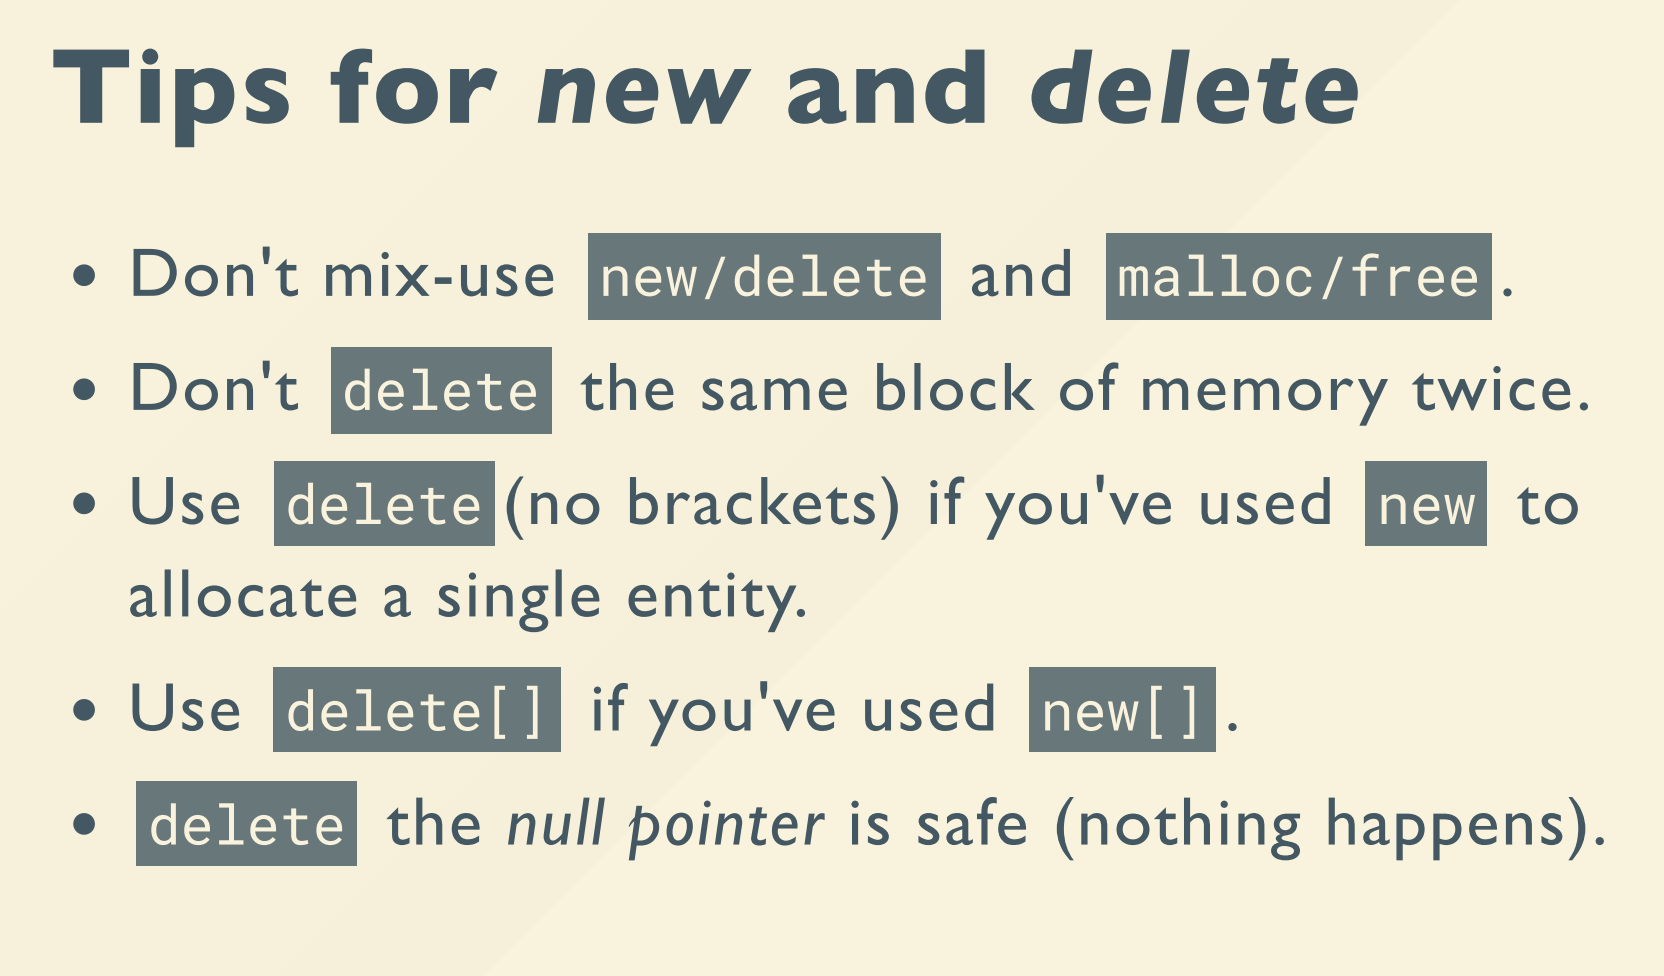 Tips for new and delete
• Don't mix-use new/delete and malloc/free.
• Don't delete the same block of memory twice.
• Use delete(no brackets) if you've used new to
allocate a single entity.
• Use delete[] if you've used new[].
• delete the null pointer is safe (nothing happens).